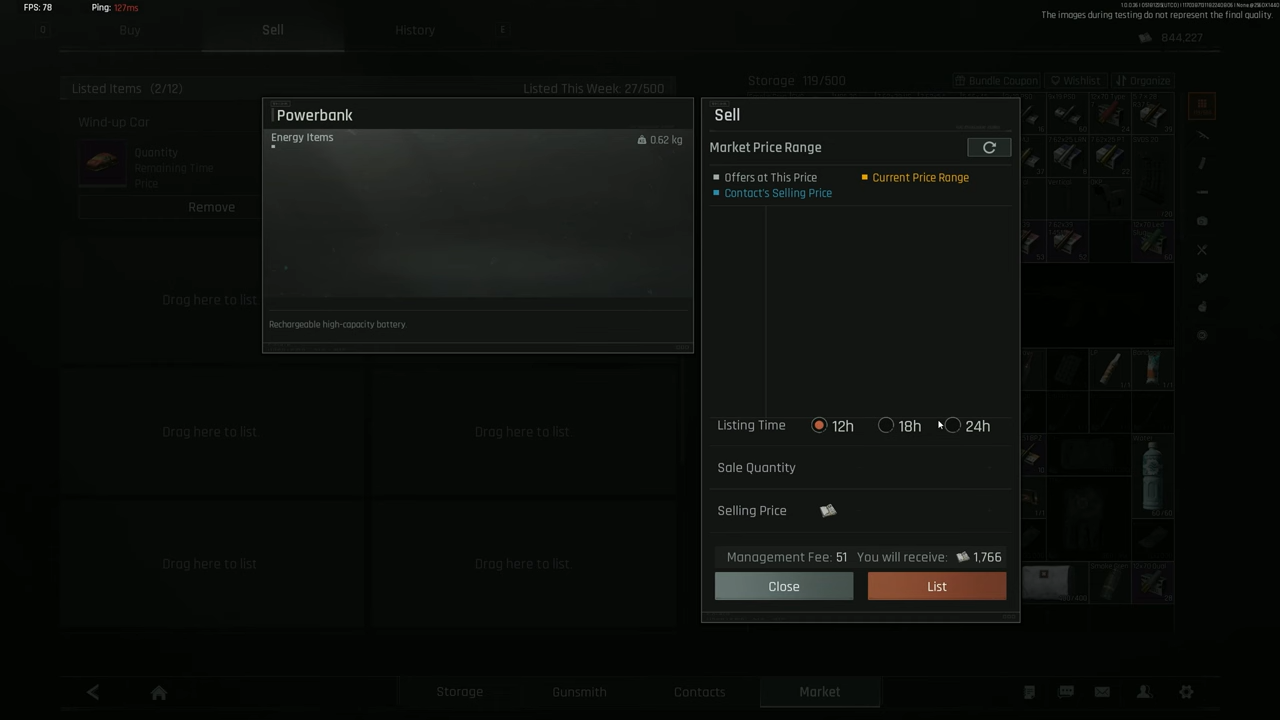 FPS: 78
Ping: 127ms
The images during testing do not represent the final quality.
Q
Buy
Sell
History
E
844,227
Listed Items (2/12)
Listed This Week: 27/500
Storage 119/500
Bundle Coupon
Wishlist
Organize
Wind-up Car
Quantity
Remaining Time
Price
Remove
Powerbank
Energy Items
0.62 kg
Rechargeable high-capacity battery.
Sell
Market Price Range
Offers at This Price
Current Price Range
Contact's Selling Price
Listing Time
12h
18h
24h
Sale Quantity
Selling Price
Management Fee: 51
You will receive: 1,766
Close
List
Drag here to list
Drag here to list
Drag here to list
Drag here to list
Drag here to list
Storage
Gunsmith
Contacts
Market